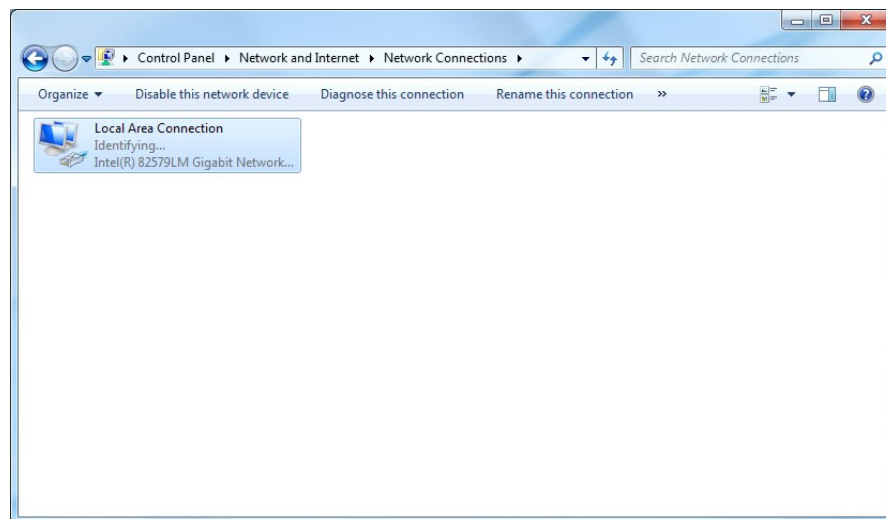 Control Panel Network and Internet Network Connections Search Network Connections
Organize Disable this network device Diagnose this connection Rename this connection »
Local Area Connection
Identifying...
Intel(R) 82579LM Gigabit Network...